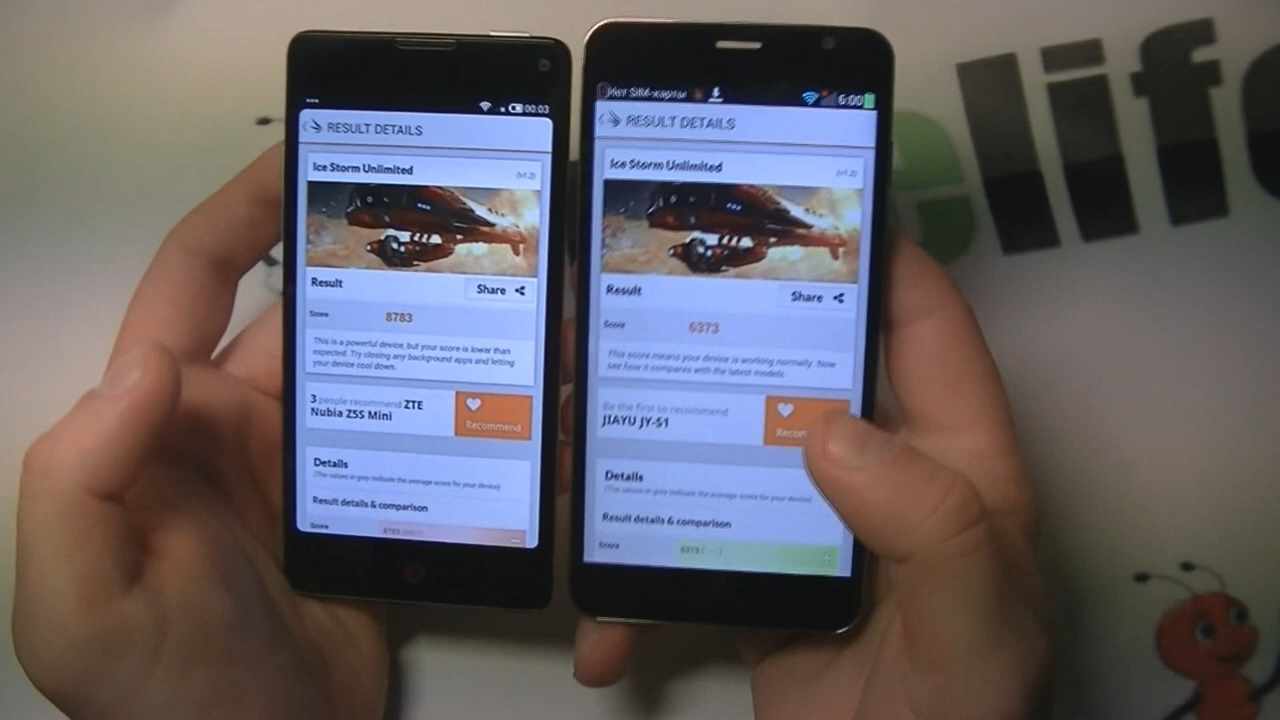 00:03
RESULT DETAILS
Ice Storm Unlimited
(v1.2)
Result
Share
Score
8783
This is a powerful device, but your score is lower than
expected. Try closing any background apps and letting
your device cool down.
3 people recommend ZTE
Nubia Z5S Mini
Recommend
Details
(The values in grey indicate the average score for your device)
Result details & comparison
Score
8783
Нет SIM-карты
6:00
RESULT DETAILS
Ice Storm Unlimited
(v1.2)
Result
Share
Score
6373
This score means your device is working normally. Now
see how it compares with the latest models.
Be the first to recommend
JIAYU JY-S1
Recom
Details
(The values in grey indicate the average score for your device)
Result details & comparison
Score
6373
elife